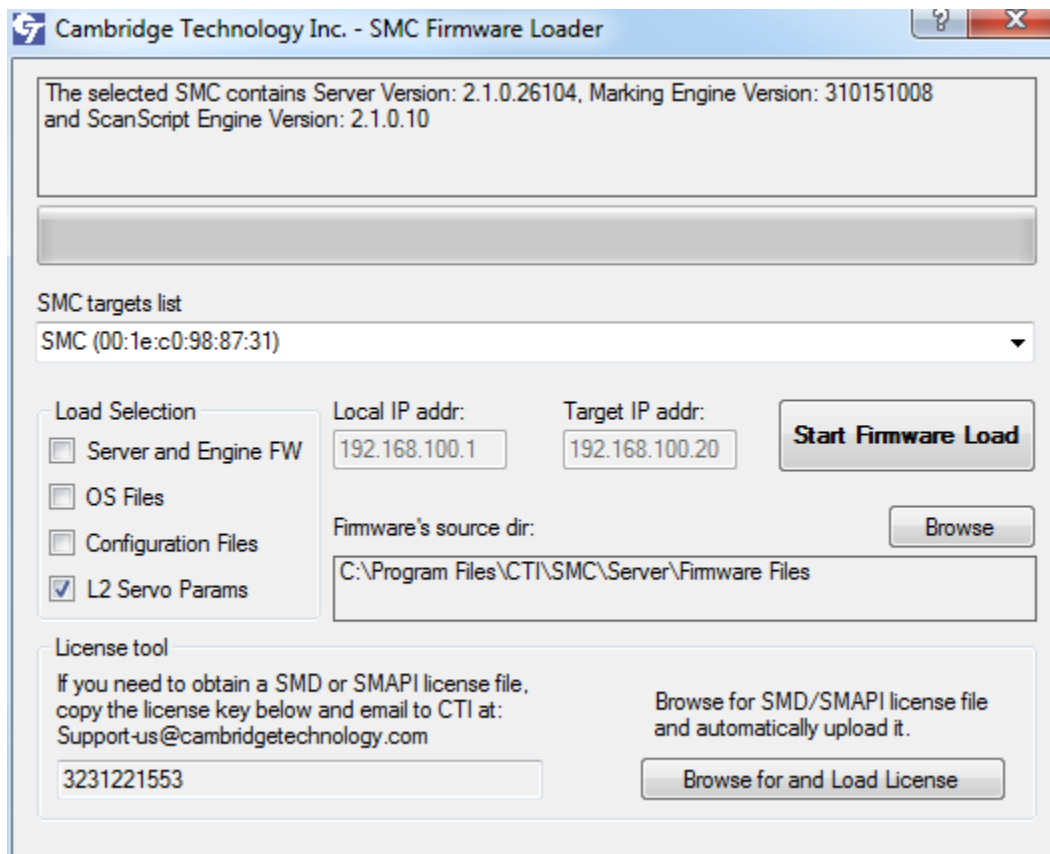 Cambridge Technology Inc. - SMC Firmware Loader
The selected SMC contains Server Version: 2.1.0.26104, Marking Engine Version: 310151008
and ScanScript Engine Version: 2.1.0.10
SMC targets list
SMC (00:1e:c0:98:87:31)
Load Selection
Server and Engine FW
OS Files
Configuration Files
L2 Servo Params
Local IP addr:
192.168.100.1
Target IP addr:
192.168.100.20
Start Firmware Load
Firmware's source dir:
Browse
C:\Program Files\CTI\SMC\Server\Firmware Files
License tool
If you need to obtain a SMD or SMAPI license file,
copy the license key below and email to CTI at:
Support-us@cambridgetechnology.com
3231221553
Browse for SMD/SMAPI license file
and automatically upload it.
Browse for and Load License